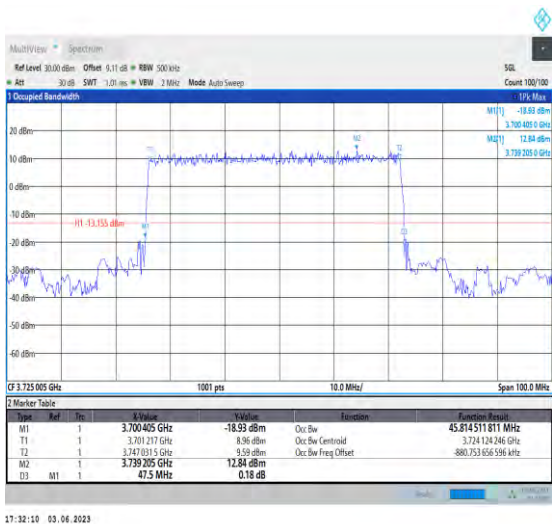 MultiView Spectrum
Ref Level 30.00 dBm Offset 9.11 dB RBW 500 kHz SGL
Att 30 dB SWT 1.01 ms VBW 2 MHz Mode Auto Sweep Count 100/100
1 Occupied Bandwidth 1Pk Max
M1[1] -18.93 dBm
3.700 405 0 GHz
M2[1] 12.84 dBm
3.739 205 0 GHz
20 dBm
M2
T2
10 dBm
0 dBm
-10 dBm
H1 -13.155 dBm
M1
D3
-30 dBm
-40 dBm
-50 dBm
-60 dBm
CF 3.725 005 GHz 1001 pts 10.0 MHz/ Span 100.0 MHz
2 Marker Table
Type Ref Trc X-Value Y-Value Function Function Result
M1 1 3.700 405 GHz -18.93 dBm Occ Bw 45.814 511 811 MHz
T1 1 3.701 217 GHz 8.96 dBm Occ Bw Centroid 3.724 124 246 GHz
T2 1 3.747 031 5 GHz 9.59 dBm Occ Bw Freq Offset -880.753 656 596 kHz
M2 1 3.739 205 GHz 12.84 dBm
D3 M1 1 47.5 MHz 0.18 dB
17:32:10 03.06.2023